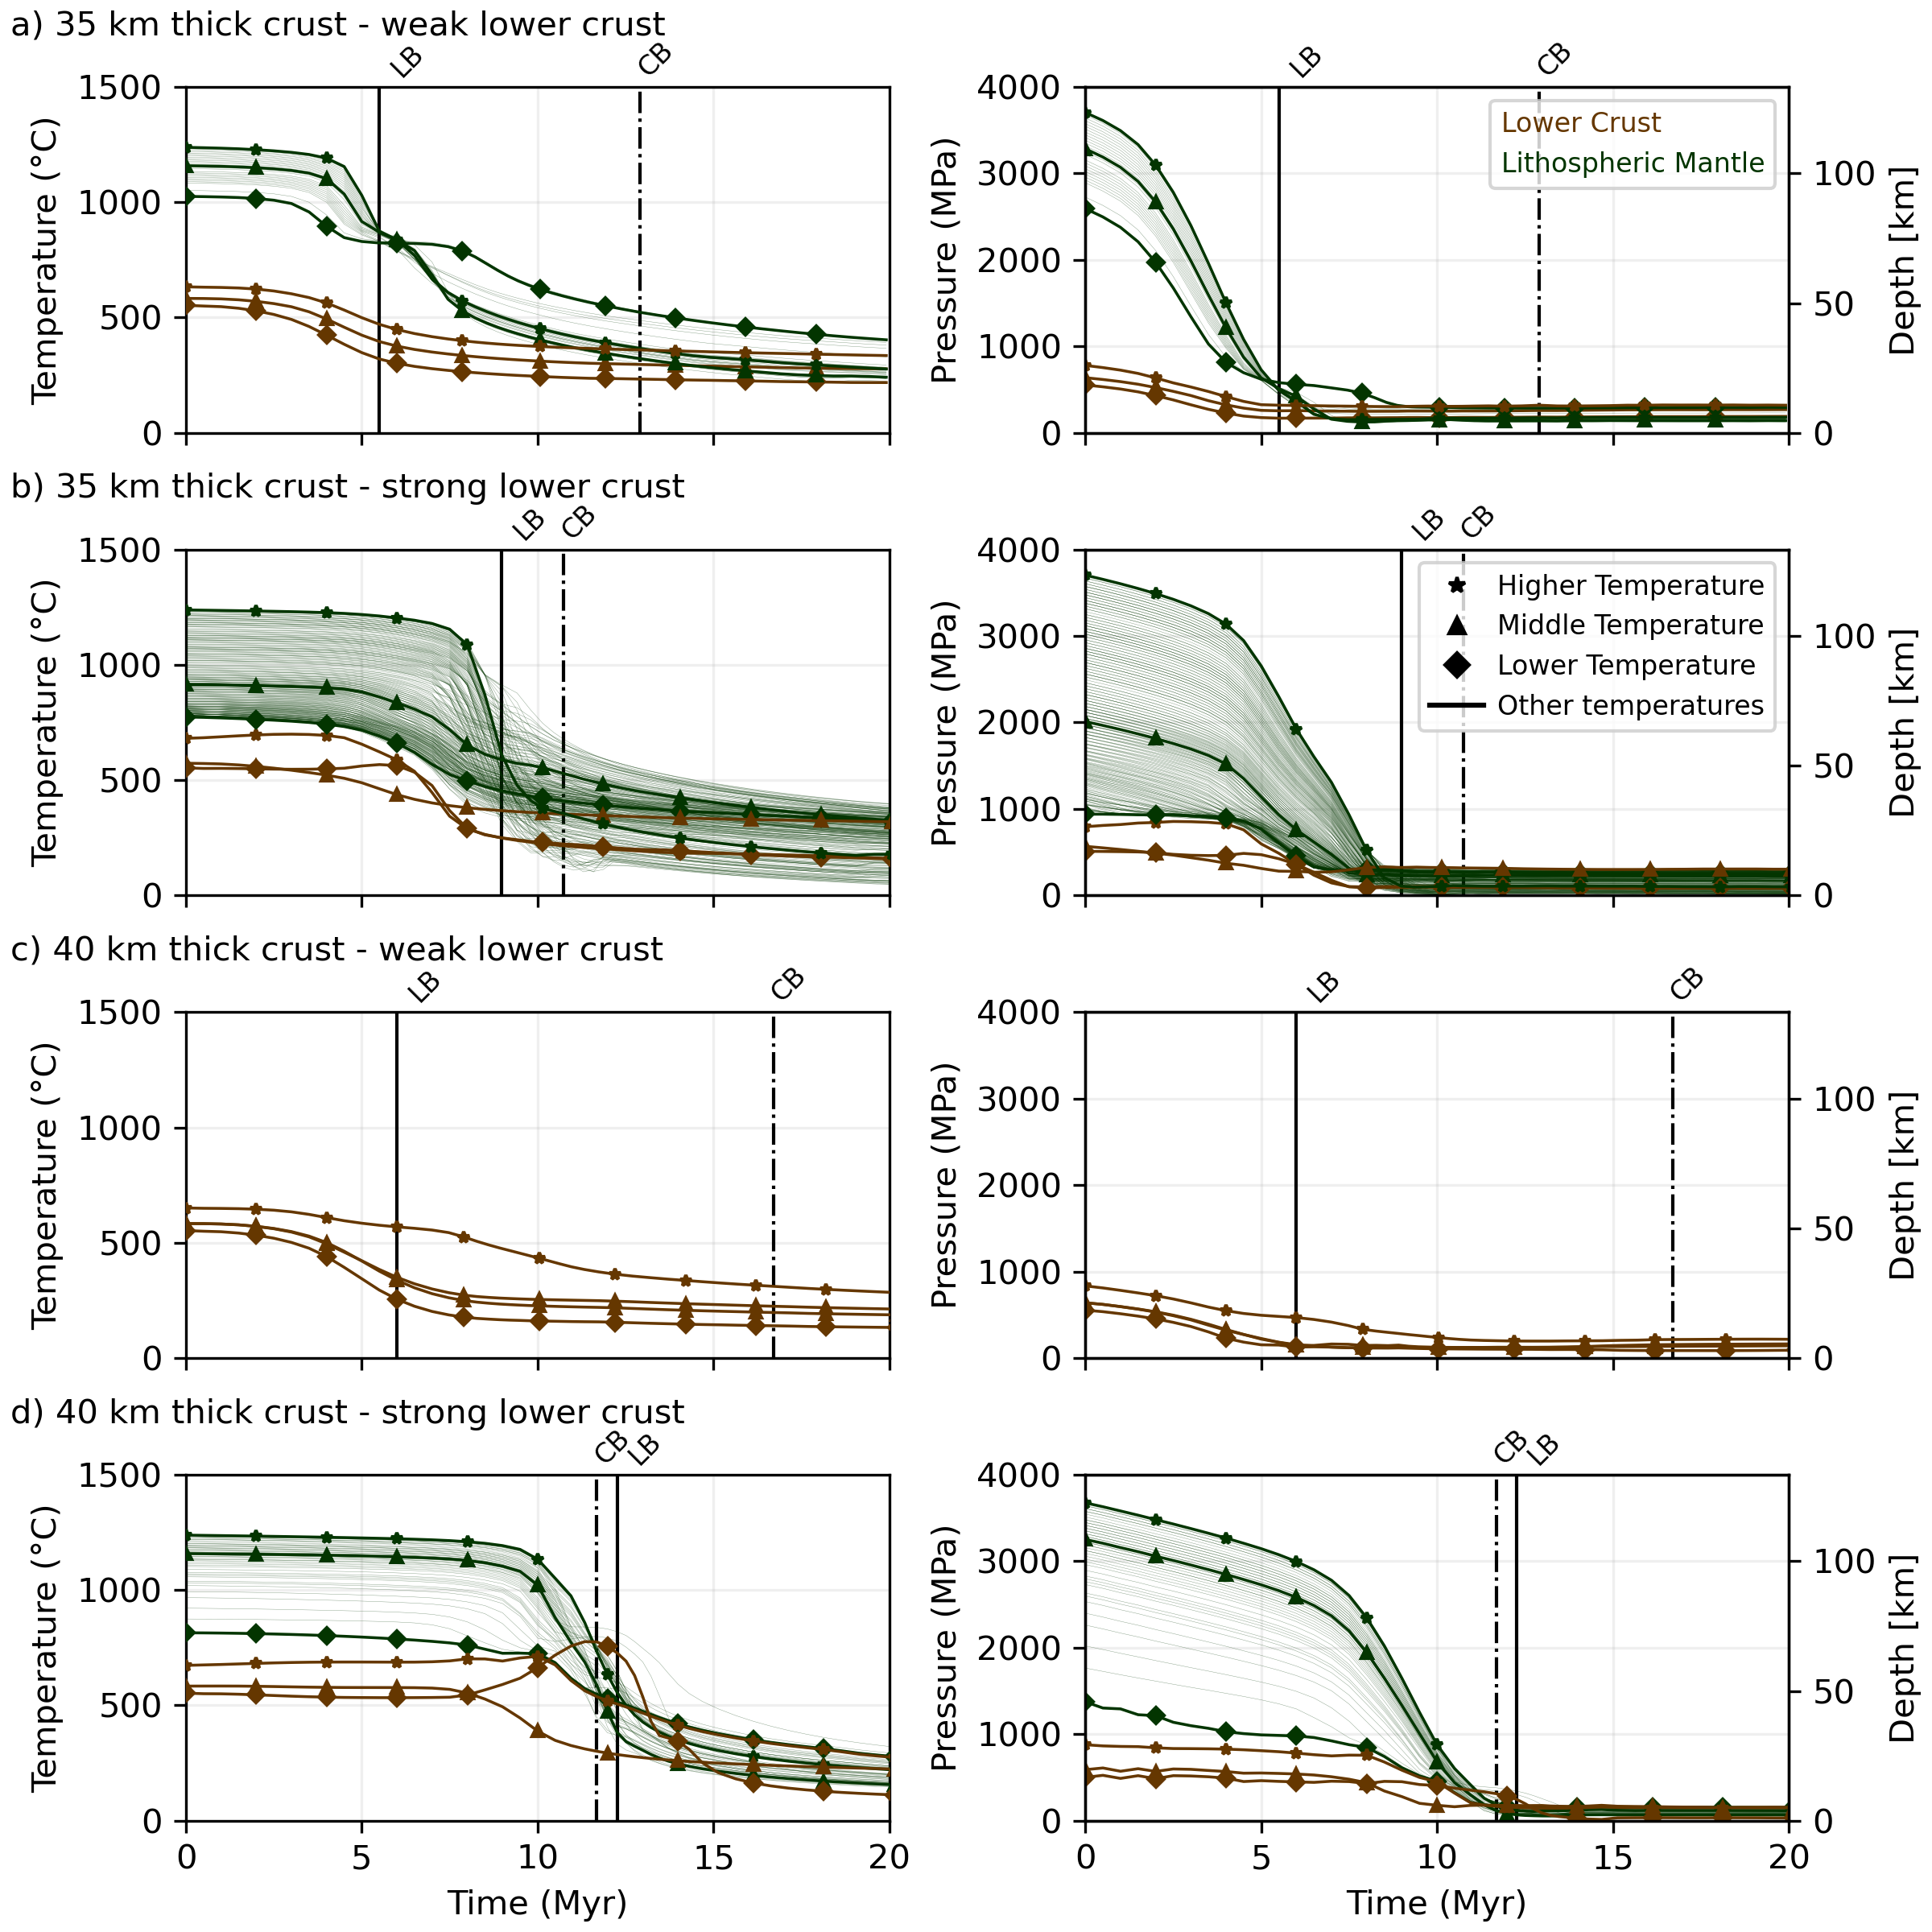 a) 35 km thick crust - weak lower crust
LB
CB
LB
CB
1500
1000
500
0
Temperature (°C)
4000
3000
2000
1000
0
Pressure (MPa)
Lower Crust
Lithospheric Mantle
100
50
0
Depth [km]
b) 35 km thick crust - strong lower crust
LB
CB
LB
CB
1500
1000
500
0
Temperature (°C)
4000
3000
2000
1000
0
Pressure (MPa)
Higher Temperature
Middle Temperature
Lower Temperature
Other temperatures
100
50
0
Depth [km]
c) 40 km thick crust - weak lower crust
LB
CB
LB
CB
1500
1000
500
0
Temperature (°C)
4000
3000
2000
1000
0
Pressure (MPa)
100
50
0
Depth [km]
d) 40 km thick crust - strong lower crust
CB
LB
CB
LB
1500
1000
500
0
Temperature (°C)
0 5 10 15 20
Time (Myr)
4000
3000
2000
1000
0
Pressure (MPa)
100
50
0
Depth [km]
0 5 10 15 20
Time (Myr)